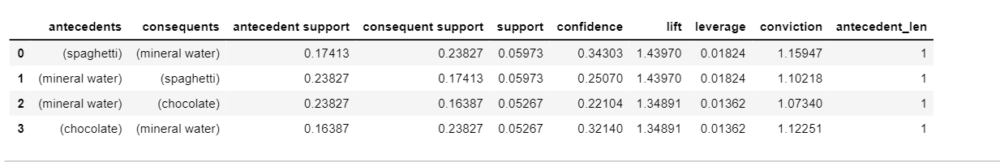 antecedents consequents antecedent support consequent support support confidence lift leverage conviction antecedent_len
0 (spaghetti) (mineral water) 0.17413 0.23827 0.05973 0.34303 1.43970 0.01824 1.15947 1
1 (mineral water) (spaghetti) 0.23827 0.17413 0.05973 0.25070 1.43970 0.01824 1.10218 1
2 (mineral water) (chocolate) 0.23827 0.16387 0.05267 0.22104 1.34891 0.01362 1.07340 1
3 (chocolate) (mineral water) 0.16387 0.23827 0.05267 0.32140 1.34891 0.01362 1.12251 1